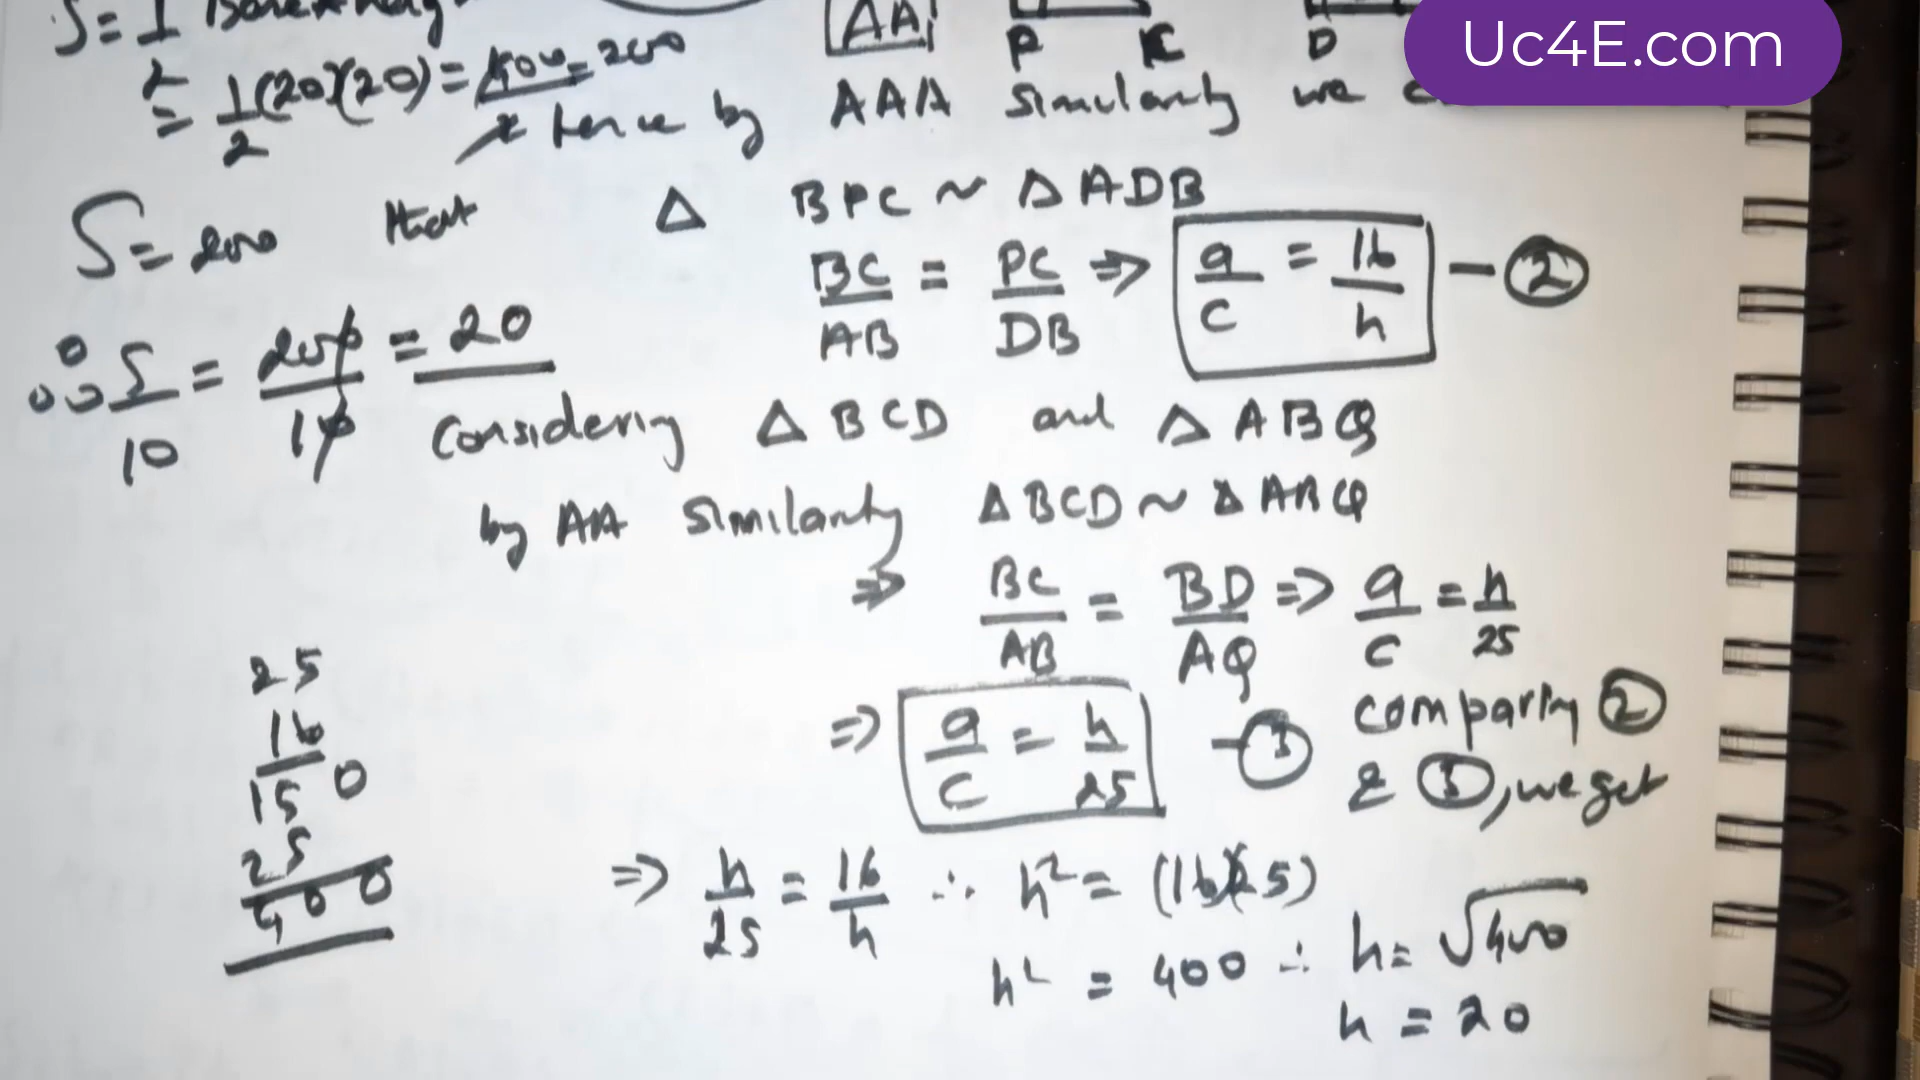 Uc4E.com
S = 1/2
= 1/2 (20)(20) = 400 = 200
AA
P K D
hence by AAA similarity we
S = 200 that Δ BPC ~ Δ ADB
BC/AB = PC/DB ⇒ a/c = 16/h — ②
S/10 = 200/10 = 20
Considering Δ BCD and Δ ABQ
by AA similarity Δ BCD ~ Δ ABQ
⇒ BC/AB = BD/AQ ⇒ a/c = h/25
⇒ a/c = h/25 — ③
comparing ②
& ③, we get
25
16
150
25
400
⇒ h/25 = 16/h ∴ h² = (16)(25)
h² = 400 ∴ h = √400
h = 20